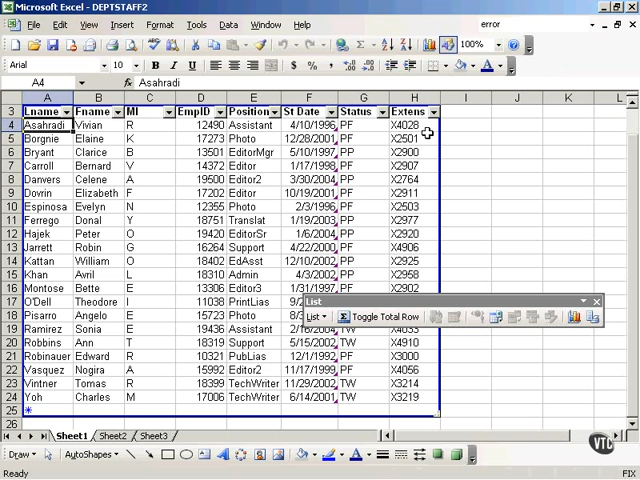 Microsoft Excel - DEPTSTAFF2
File Edit View Insert Format Tools Data Window Help error
100%
Arial 10 B I U $ %
A4 fx Asahradi
A B C D E F G H I J K L
3 Lname Fname MI EmpID Position St Date Status Extens
4 Asahradi Vivian R 12490 Assistant 4/10/1996 PF X4028
5 Borgnie Elaine K 17273 Photo 12/28/2001 PF X2501
6 Bryant Clarice B 13501 EditorMgr 5/10/1997 PP X2900
7 Carroll Bernard V 14372 Editor 1/17/1998 PF X2907
8 Danvers Celene A 19500 Editor2 3/30/2004 PP X2764
9 Dovrin Elizabeth F 17202 Editor 10/19/2001 PF X2911
10 Espinosa Evelyn N 12355 Photo 2/3/1996 PF X2503
11 Ferrego Donal Y 18751 Translat 1/19/2003 PP X2977
12 Hajek Peter O 19420 EditorSr 1/6/2004 PP X2920
13 Jarrett Robin G 16264 Support 4/22/2000 PF X4906
14 Kattan William O 18402 EdAsst 12/10/2002 PP X2925
15 Khan Avril L 18310 Admin 4/3/2002 PP X2958
16 Montose Bette E 13306 Editor3 1/31/1997 PF X2902
17 O'Dell Theodore I 11038 PrintLias
18 Pisarro Angelo E 15723 Photo
19 Ramirez Sonia E 19436 Assistant TW X4033
20 Robbins Ann T 18319 Support 5/15/2002 TW X4910
21 Robinauer Edward R 10321 PubLias 12/1/1992 PF X3000
22 Vasquez Nogira A 15992 Editor2 11/17/1999 PF X4056
23 Vintner Tomas R 18399 TechWriter 11/29/2002 TW X3214
24 Yoh Charles M 17006 TechWriter 6/14/2001 TW X3219
25 *
26
List
List Σ Toggle Total Row
Sheet1 Sheet2 Sheet3
VTC
Draw AutoShapes
Ready FIX